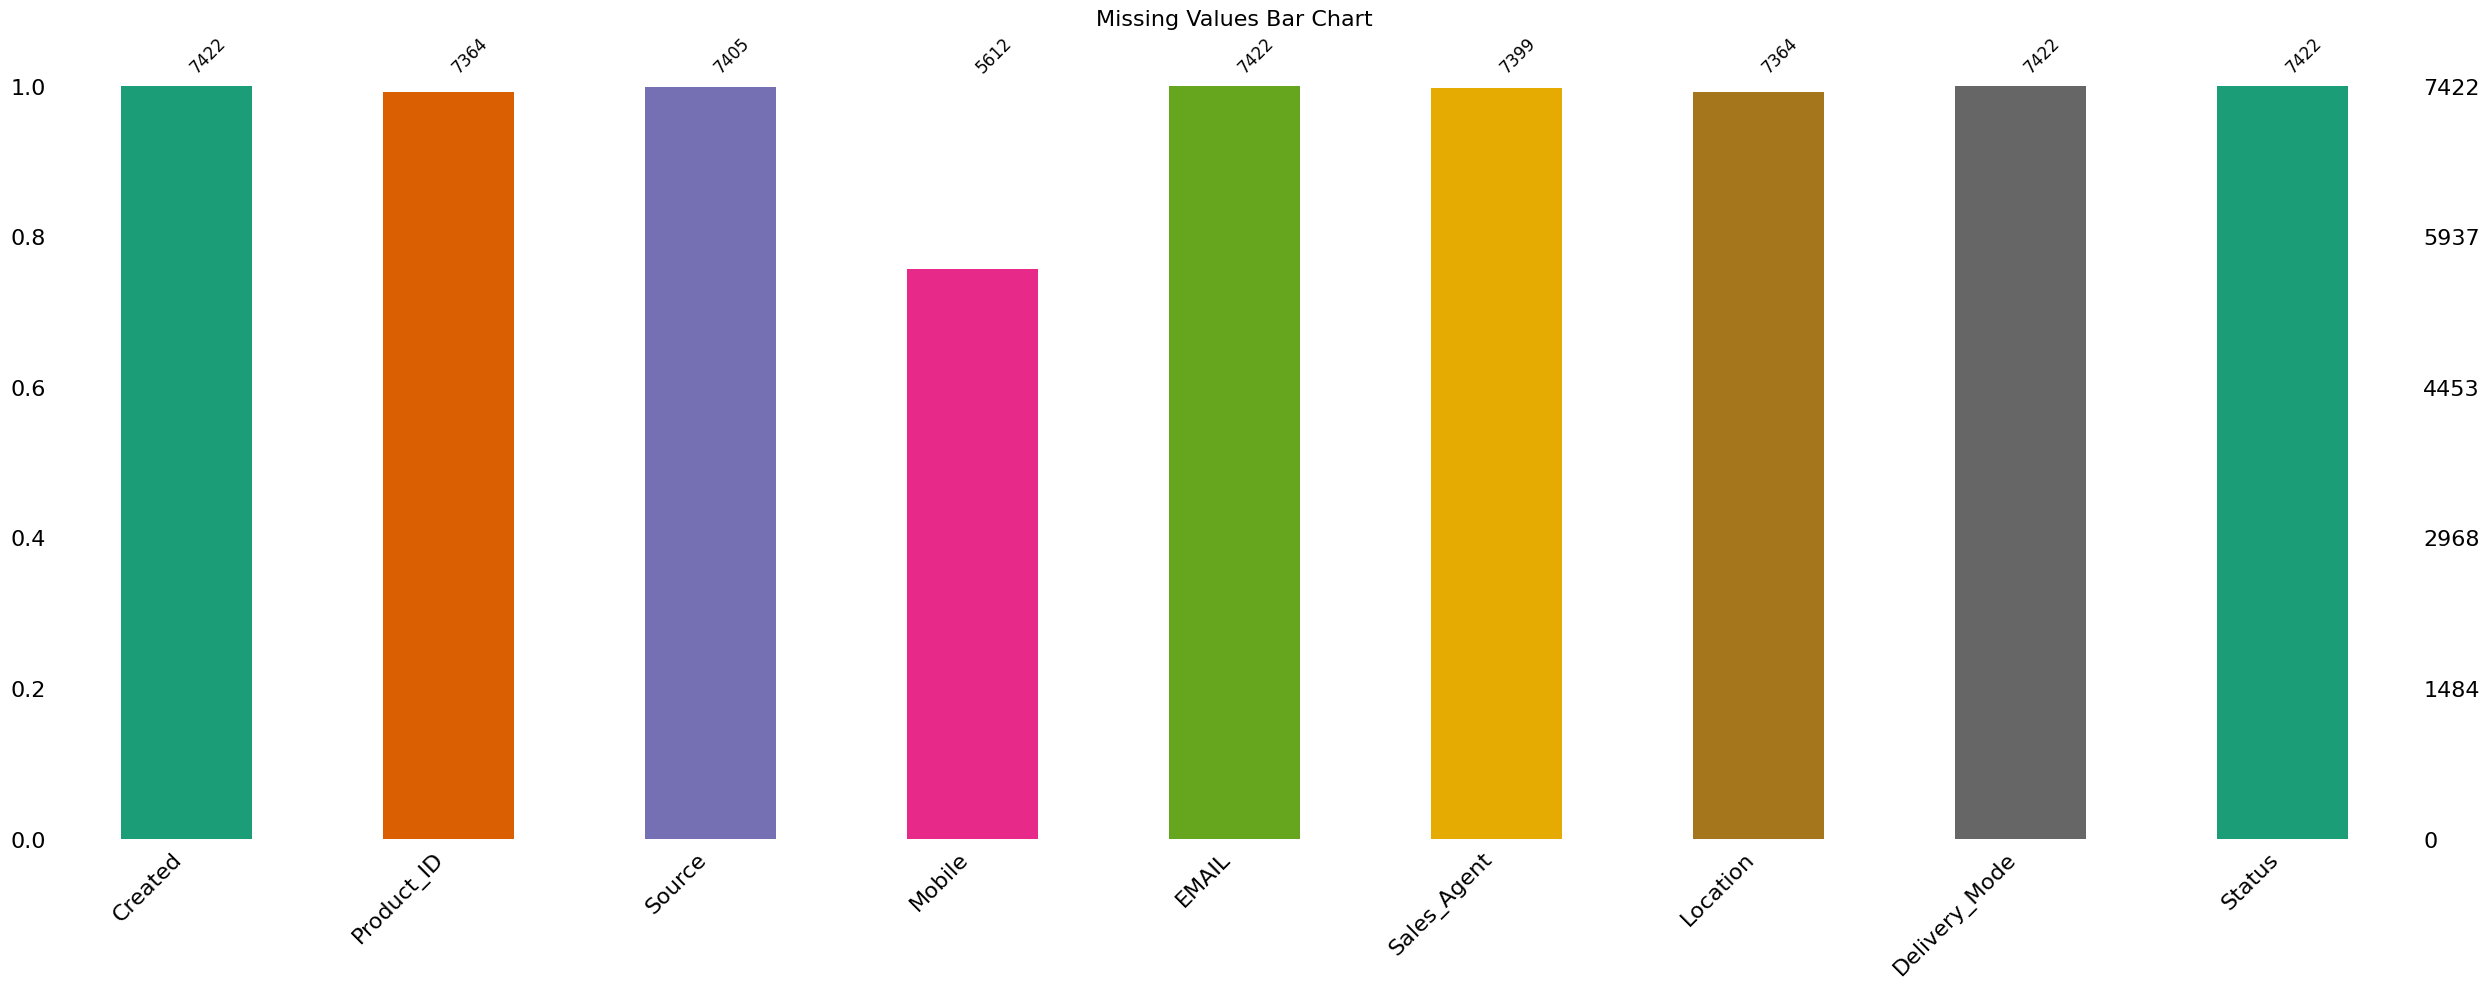 Missing Values Bar Chart
7422 7364 7405 5612 7422 7399 7364 7422 7422
1.0 7422
0.8 5937
0.6 4453
0.4 2968
0.2 1484
0.0 0
Created Product_ID Source Mobile EMAIL Sales_Agent Location Delivery_Mode Status